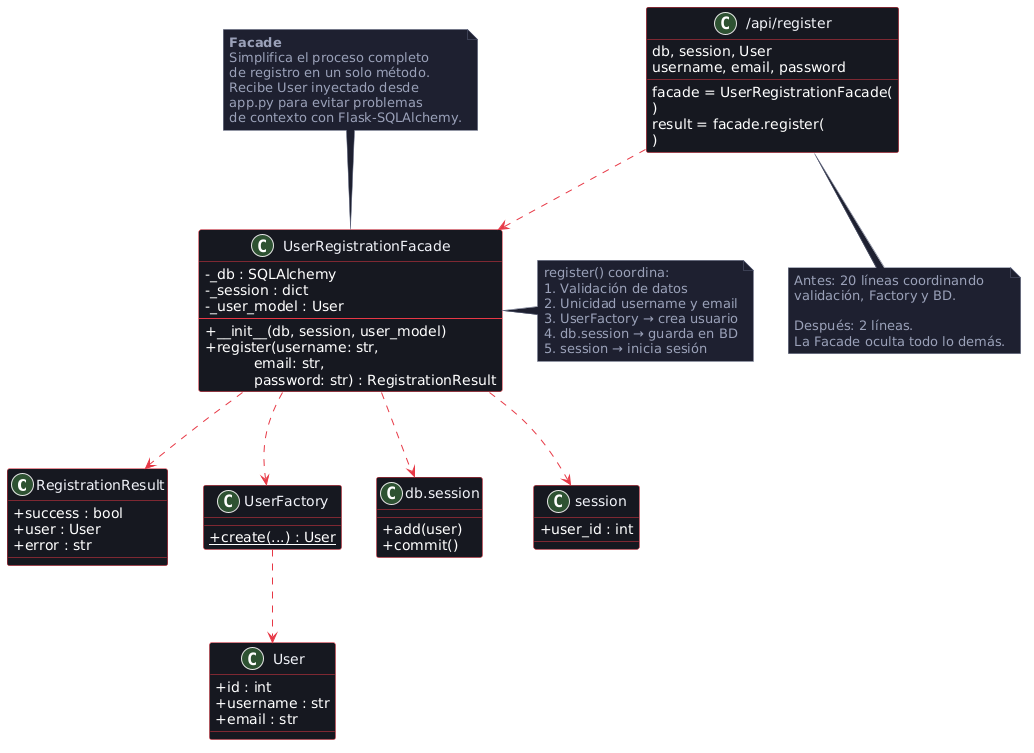 Facade
Simplifica el proceso completo
de registro en un solo método.
Recibe User inyectado desde
app.py para evitar problemas
de contexto con Flask-SQLAlchemy.
C /api/register
db, session, User
username, email, password
facade = UserRegistrationFacade(
)
result = facade.register(
)
C UserRegistrationFacade
-_db : SQLAlchemy
-_session : dict
-_user_model : User
+__init__(db, session, user_model)
+register(username: str,
email: str,
password: str) : RegistrationResult
register() coordina:
1. Validación de datos
2. Unicidad username y email
3. UserFactory → crea usuario
4. db.session → guarda en BD
5. session → inicia sesión
Antes: 20 líneas coordinando
validación, Factory y BD.
Después: 2 líneas.
La Facade oculta todo lo demás.
C RegistrationResult
+success : bool
+user : User
+error : str
C UserFactory
+create(...) : User
C db.session
+add(user)
+commit()
C session
+user_id : int
C User
+id : int
+username : str
+email : str